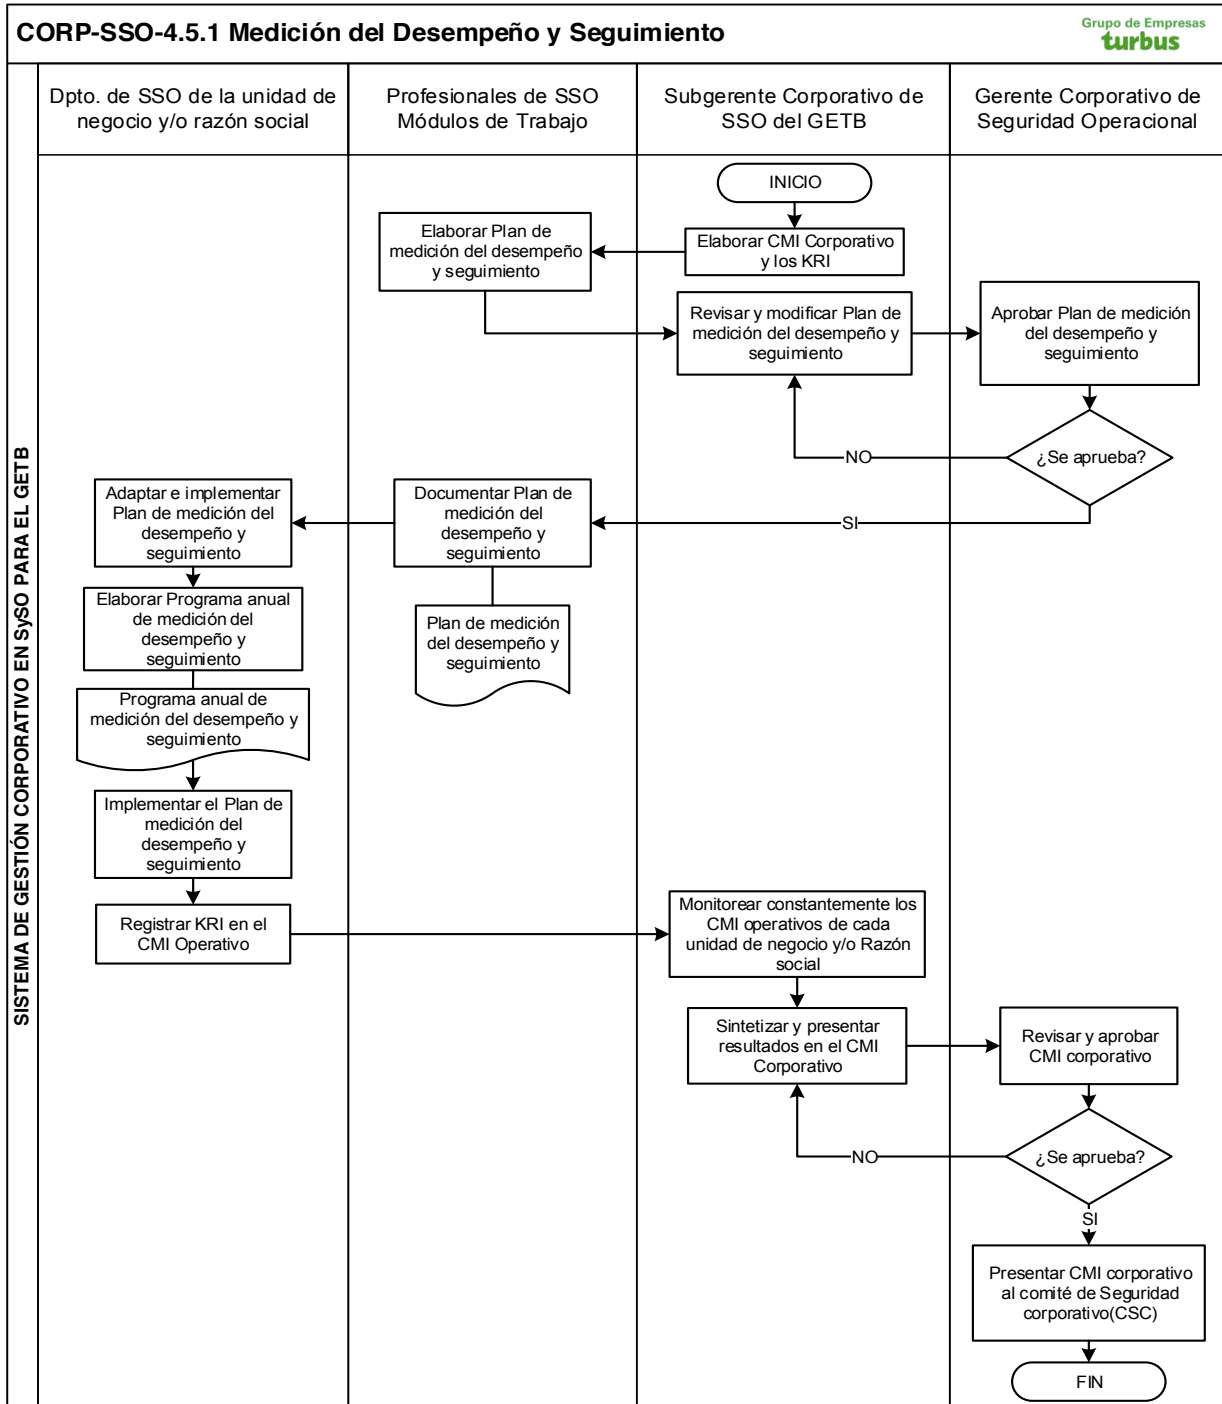 CORP-SSO-4.5.1 Medición del Desempeño y Seguimiento
Grupo de Empresas
turbus
SISTEMA DE GESTIÓN CORPORATIVO EN SySO PARA EL GETB
Dpto. de SSO de la unidad de
negocio y/o razón social
Profesionales de SSO
Módulos de Trabajo
Subgerente Corporativo de
SSO del GETB
Gerente Corporativo de
Seguridad Operacional
INICIO
Elaborar CMI Corporativo
y los KRI
Elaborar Plan de
medición del desempeño
y seguimiento
Revisar y modificar Plan de
medición del desempeño y
seguimiento
Aprobar Plan de medición
del desempeño y
seguimiento
¿Se aprueba?
NO
SI
Documentar Plan de
medición del
desempeño y
seguimiento
Plan de medición
del desempeño y
seguimiento
Adaptar e implementar
Plan de medición del
desempeño y
seguimiento
Elaborar Programa anual
de medición del
desempeño y
seguimiento
Programa anual de
medición del desempeño y
seguimiento
Implementar el Plan de
medición del
desempeño y
seguimiento
Registrar KRI en el
CMI Operativo
Monitorear constantemente los
CMI operativos de cada
unidad de negocio y/o Razón
social
Sintetizar y presentar
resultados en el CMI
Corporativo
Revisar y aprobar
CMI corporativo
¿Se aprueba?
NO
SI
Presentar CMI corporativo
al comité de Seguridad
corporativo(CSC)
FIN